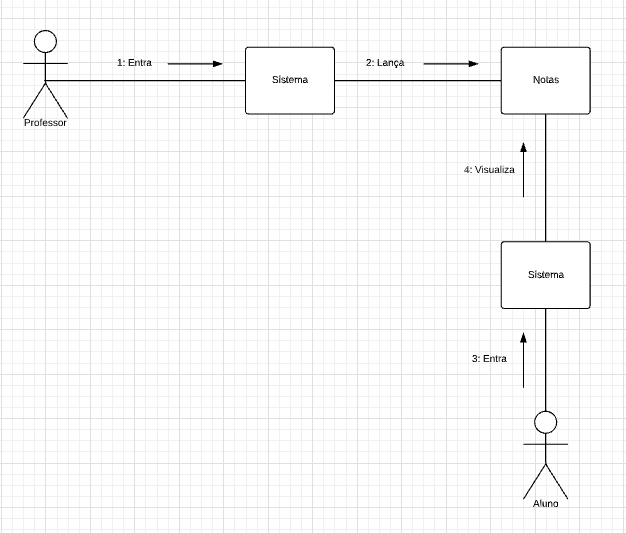 1: Entra
Sistema
2: Lança
Notas
Professor
4: Visualiza
Sistema
3: Entra
Aluno